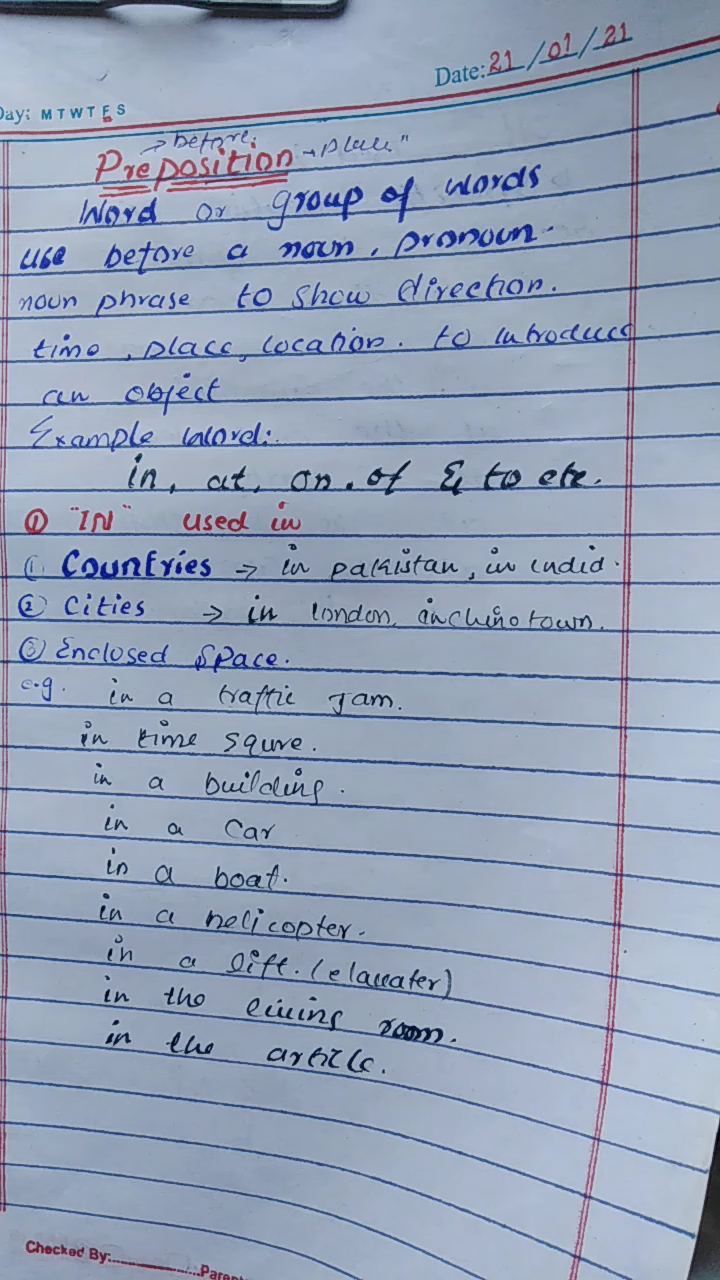 Date: 21/01/21
Day: M T W T F S
→ before. → place"
Preposition
Word or group of words
use before a noun, pronoun.
noun phrase to show direction.
time, place, location. to introduce
an object
Example word:
in, at, on. of & to etc.
① "IN" used in
① Countries → in pakistan, in india.
② Cities → in london, in china town.
③ Enclosed Space.
e.g. in a traffic jam.
in time squre.
in a building.
in a car
in a boat.
in a helicopter.
in a lift. (elavater)
in the living room.
in the article.
Checked By:..................Paren